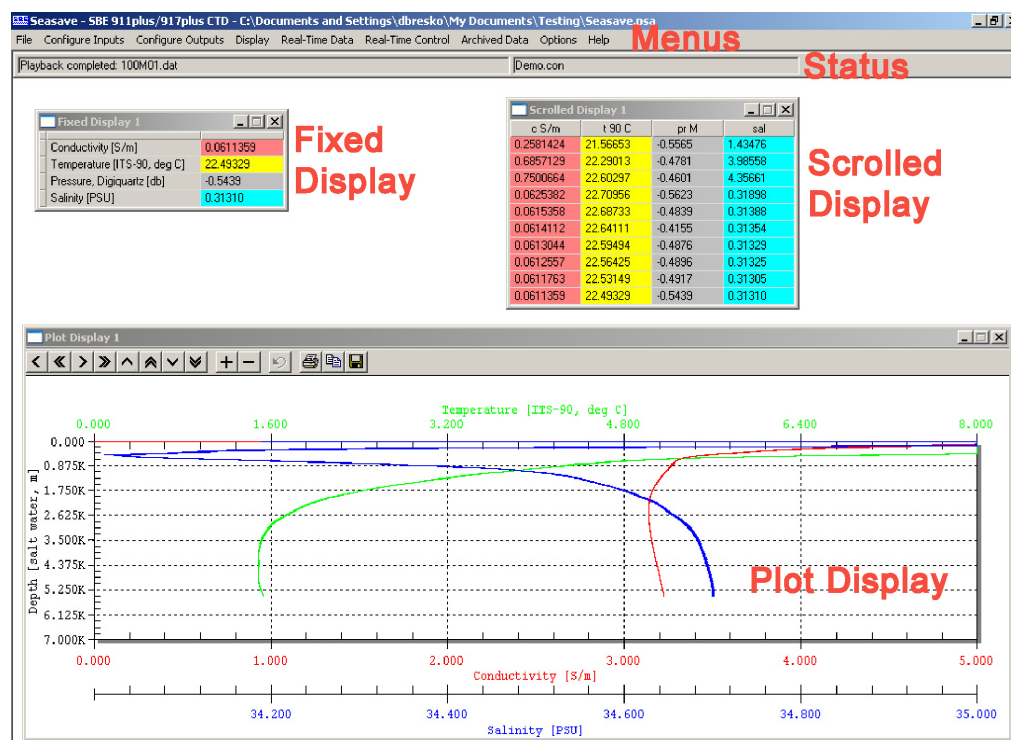 Seasave - SBE 911plus/917plus CTD - C:\Documents and Settings\dbresko\My Documents\Testing\Seasave.psa
File Configure Inputs Configure Outputs Display Real-Time Data Real-Time Control Archived Data Options Help
Menus
Playback completed: 100M01.dat Demo.con
Status
Fixed Display 1
Conductivity [S/m] 0.0611359
Temperature [ITS-90, deg C] 22.49329
Pressure, Digiquartz [db] -0.5439
Salinity [PSU] 0.31310
Fixed
Display
Scrolled Display 1
c S/m t 90 C pr M sal
0.2581424 21.56653 -0.5565 1.43476
0.6857129 22.29013 -0.4781 3.98558
0.7500664 22.60297 -0.4601 4.35661
0.0625382 22.70956 -0.5623 0.31898
0.0615358 22.68733 -0.4839 0.31388
0.0614112 22.64111 -0.4155 0.31354
0.0613044 22.59494 -0.4876 0.31329
0.0612557 22.56425 -0.4896 0.31325
0.0611763 22.53149 -0.4917 0.31305
0.0611359 22.49329 -0.5439 0.31310
Scrolled
Display
Plot Display 1
Temperature [ITS-90, deg C]
0.000 1.600 3.200 4.800 6.400 8.000
Depth [salt water, m]
0.000
0.875K
1.750K
2.625K
3.500K
4.375K
5.250K
6.125K
7.000K
Plot Display
0.000 1.000 2.000 3.000 4.000 5.000
Conductivity [S/m]
34.200 34.400 34.600 34.800 35.000
Salinity [PSU]